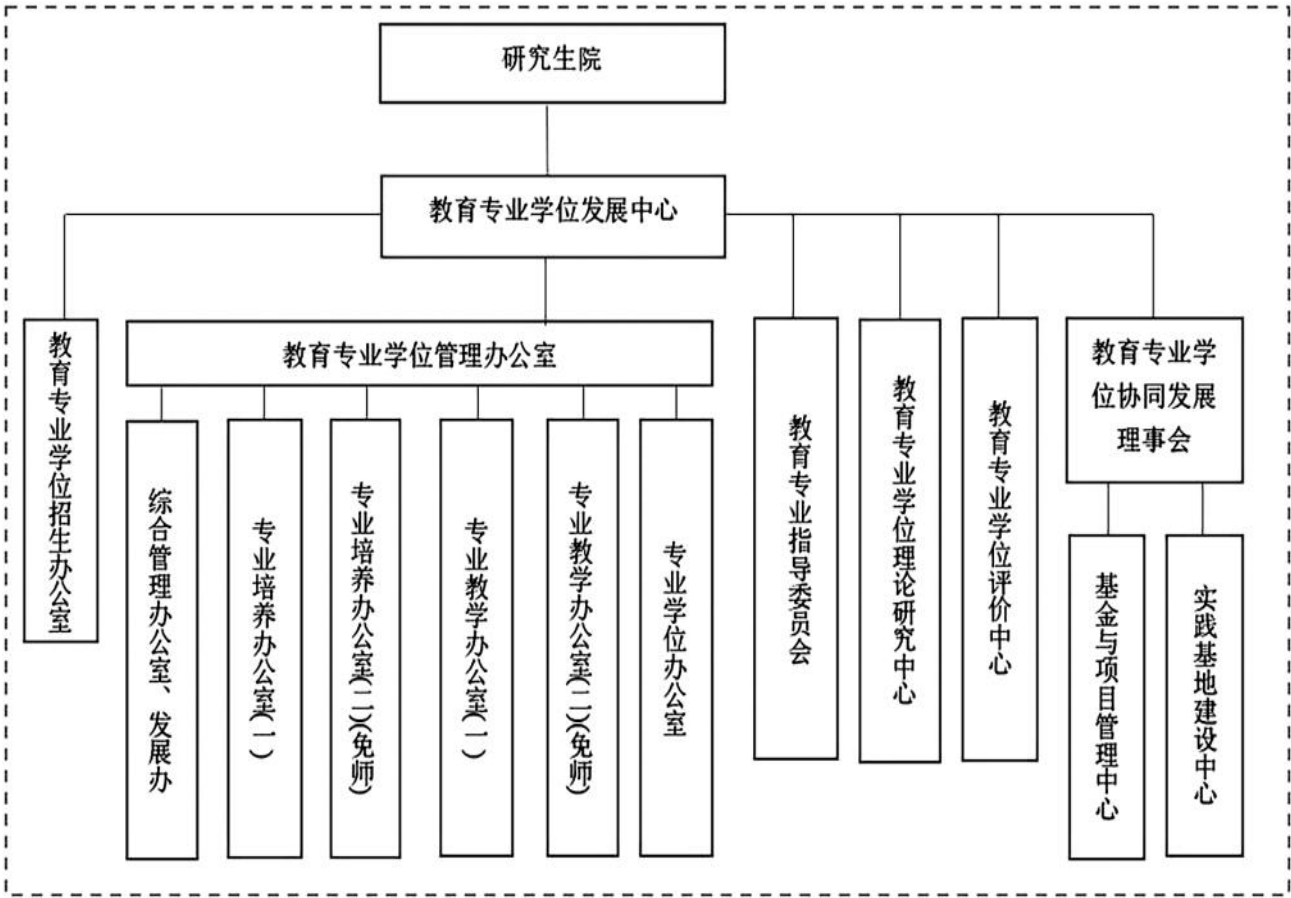 研究生院
教育专业学位发展中心
教育专业学位招生办公室
教育专业学位管理办公室
综合管理办公室、发展办
专业培养办公室(一)
专业培养办公室(二)(免师)
专业教学办公室(一)
专业教学办公室(二)(免师)
专业学位办公室
教育专业指导委员会
教育专业学位理论研究中心
教育专业学位评价中心
教育专业学
位协同发展
理事会
基金与项目管理中心
实践基地建设中心